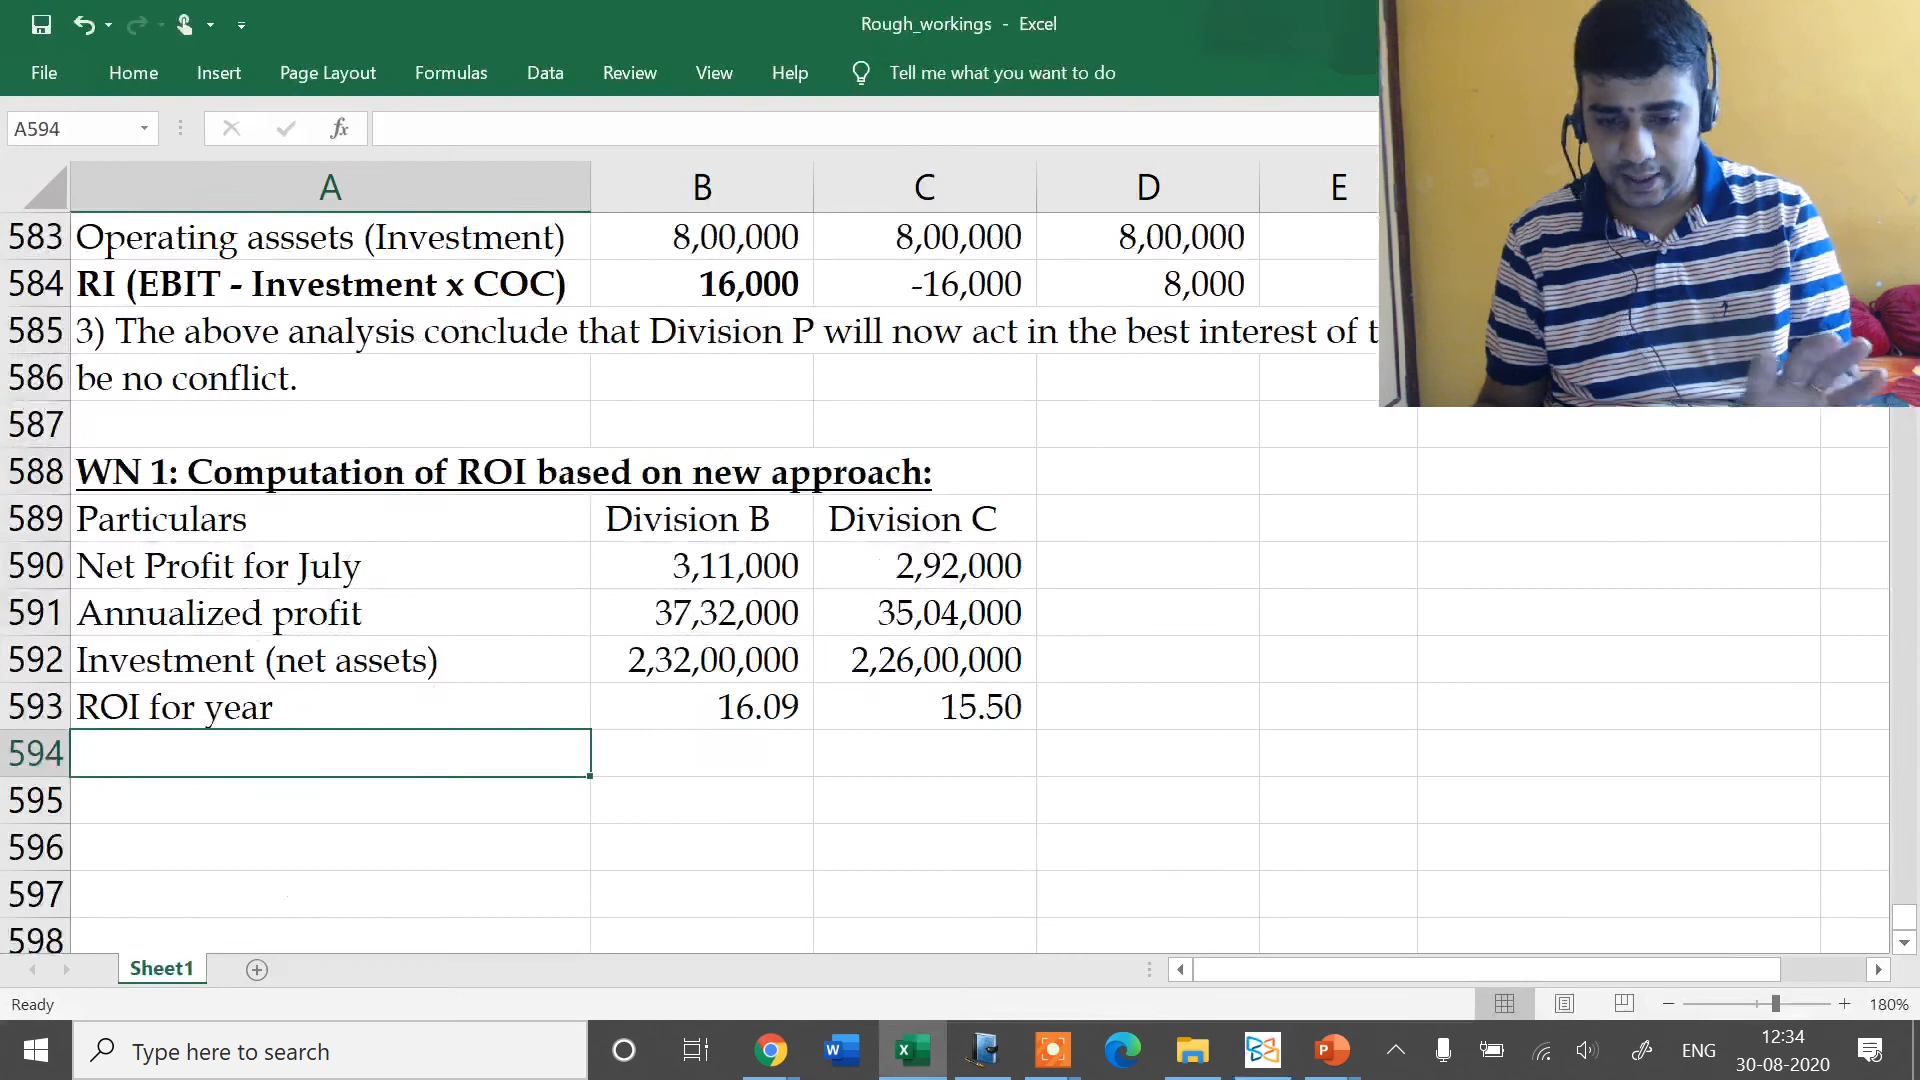 Rough_workings - Excel
File Home Insert Page Layout Formulas Data Review View Help Tell me what you want to do
A594 fx
A B C D E
583 Operating asssets (Investment) 8,00,000 8,00,000 8,00,000
584 RI (EBIT - Investment x COC) 16,000 -16,000 8,000
585 3) The above analysis conclude that Division P will now act in the best interest of t
586 be no conflict.
587
588 WN 1: Computation of ROI based on new approach:
589 Particulars Division B Division C
590 Net Profit for July 3,11,000 2,92,000
591 Annualized profit 37,32,000 35,04,000
592 Investment (net assets) 2,32,00,000 2,26,00,000
593 ROI for year 16.09 15.50
594
595
596
597
598
Sheet1
Ready 180%
Type here to search
ENG
12:34
30-08-2020